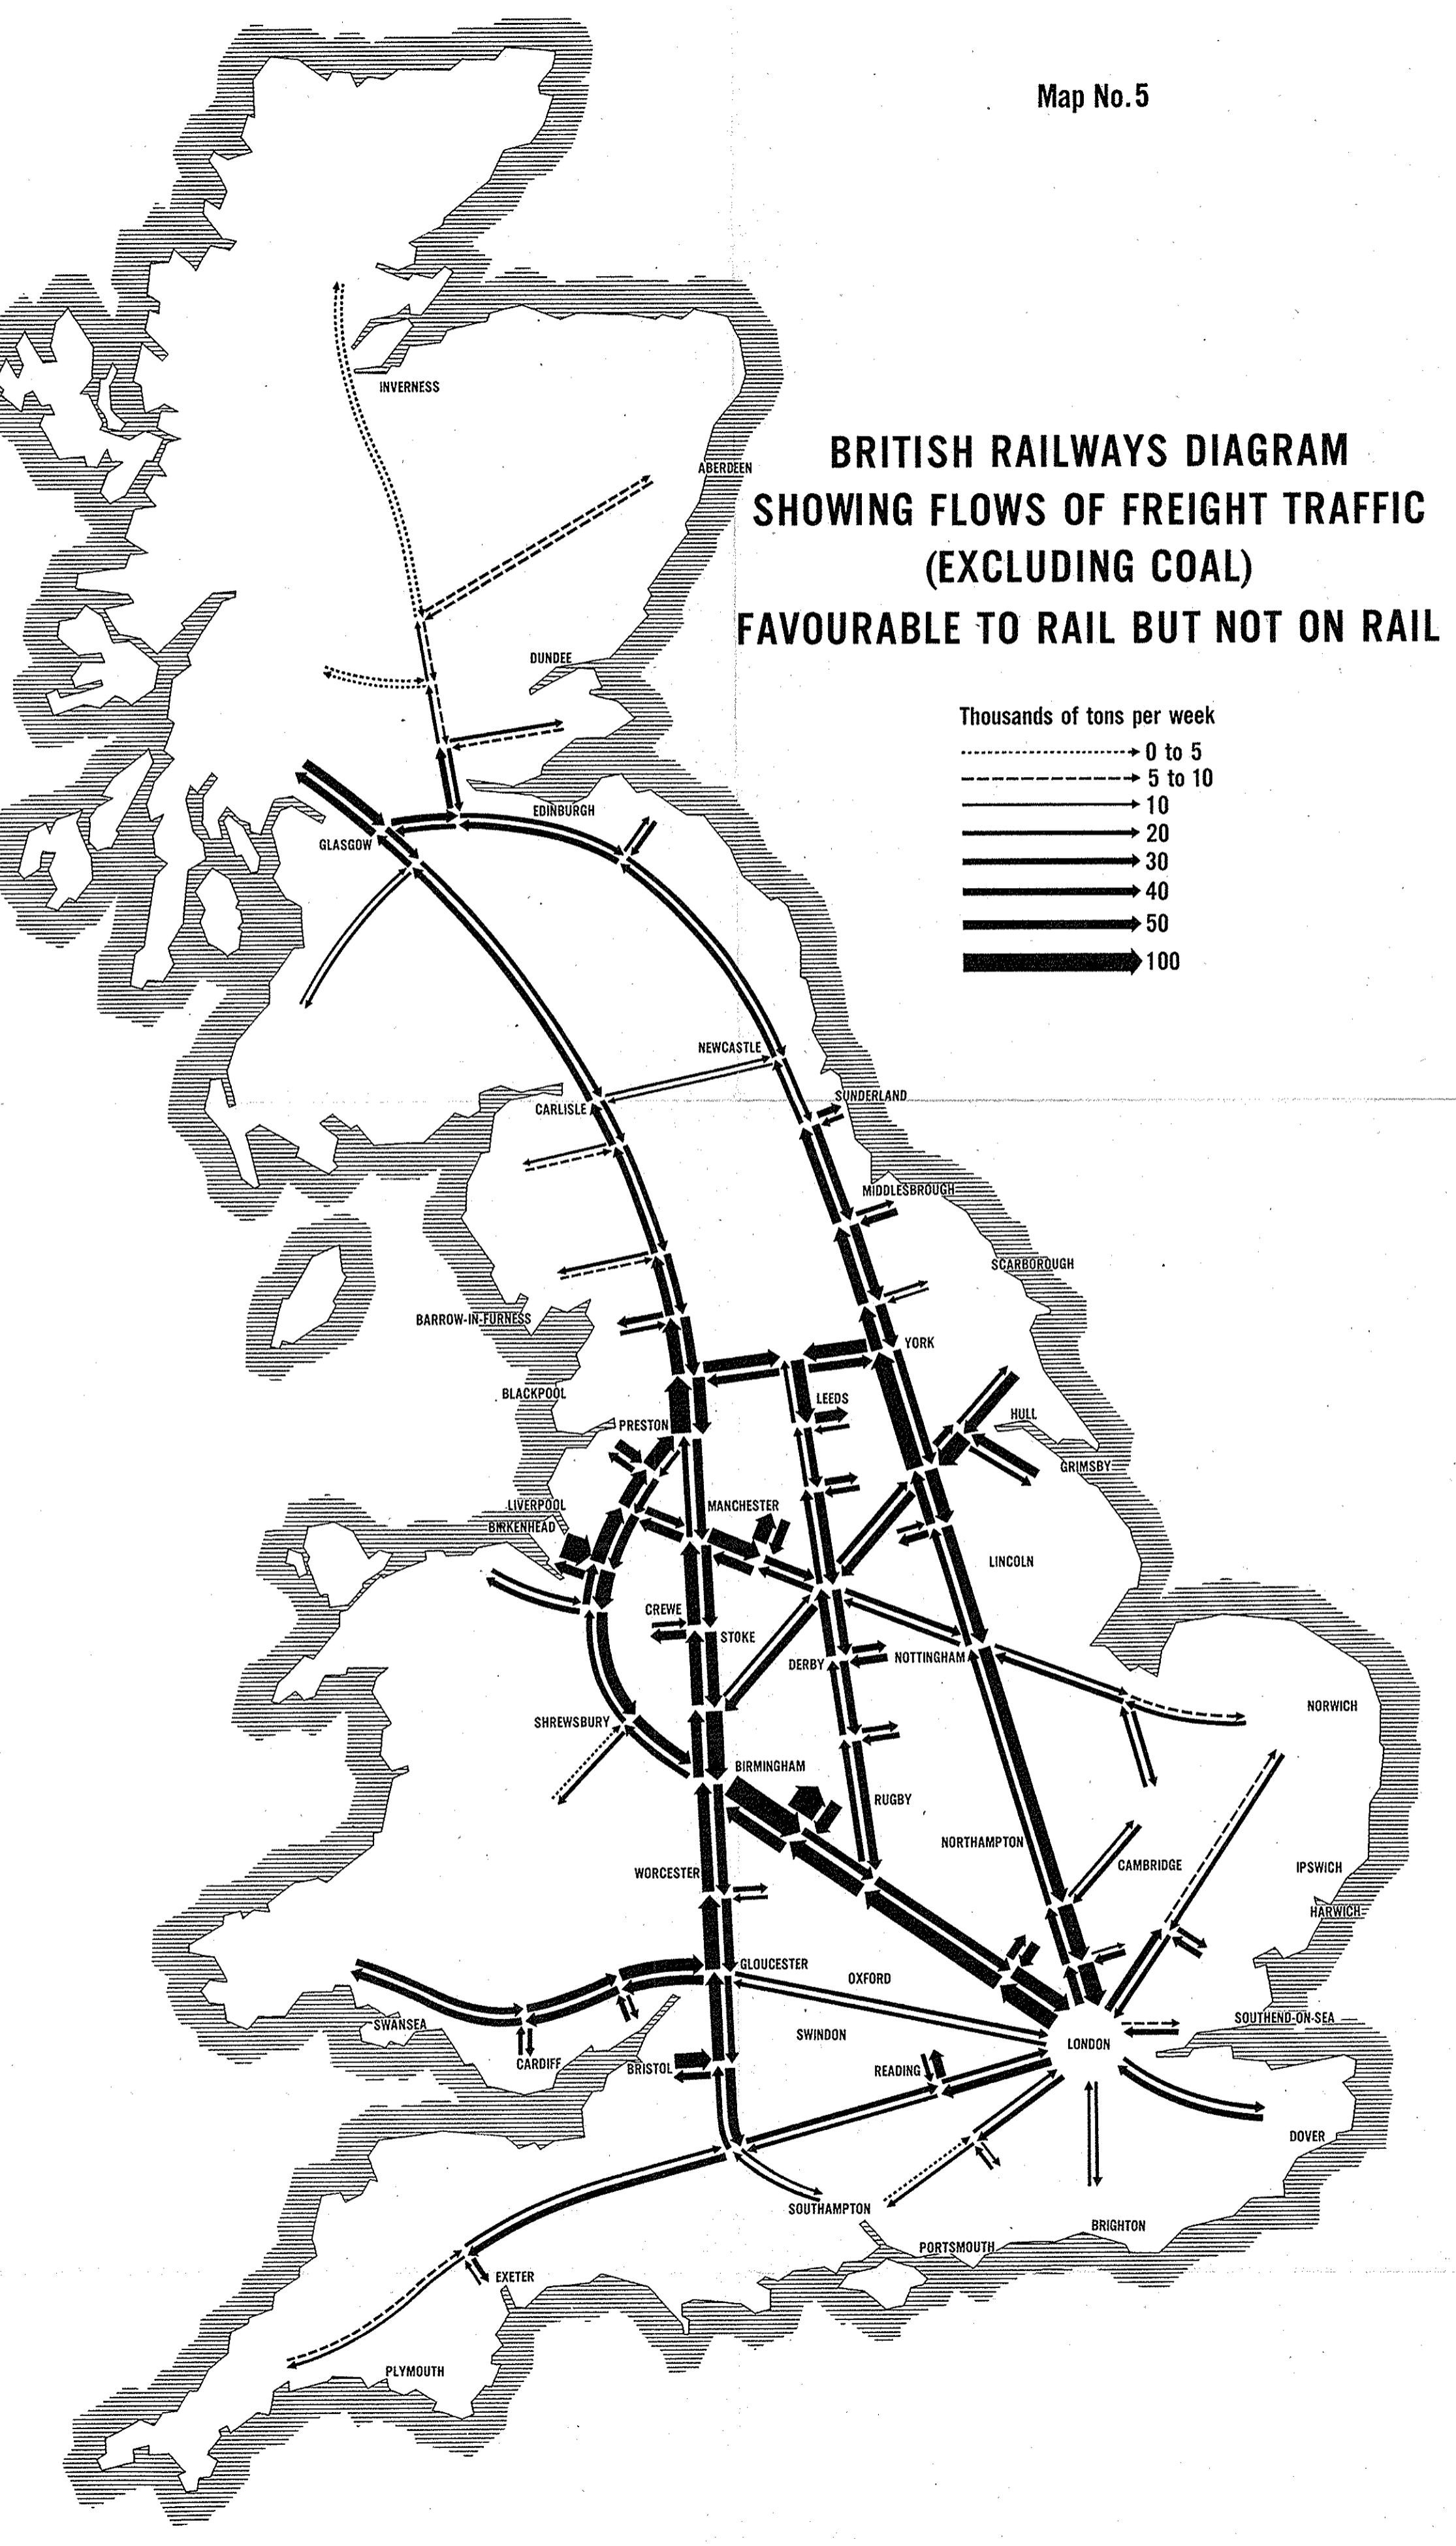 Map No. 5
INVERNESS
ABERDEEN
BRITISH RAILWAYS DIAGRAM
SHOWING FLOWS OF FREIGHT TRAFFIC
(EXCLUDING COAL)
FAVOURABLE TO RAIL BUT NOT ON RAIL
DUNDEE
Thousands of tons per week
0 to 5
5 to 10
10
20
30
40
50
100
EDINBURGH
GLASGOW
NEWCASTLE
SUNDERLAND
CARLISLE
MIDDLESBROUGH
SCARBOROUGH
BARROW-IN-FURNESS
YORK
BLACKPOOL
LEEDS
HULL
PRESTON
GRIMSBY
LIVERPOOL
MANCHESTER
BIRKENHEAD
LINCOLN
CREWE
STOKE
DERBY
NOTTINGHAM
NORWICH
SHREWSBURY
BIRMINGHAM
RUGBY
NORTHAMPTON
CAMBRIDGE
IPSWICH
WORCESTER
HARWICH
GLOUCESTER
OXFORD
SWANSEA
SOUTHEND-ON-SEA
SWINDON
LONDON
CARDIFF
BRISTOL
READING
DOVER
SOUTHAMPTON
BRIGHTON
PORTSMOUTH
EXETER
PLYMOUTH